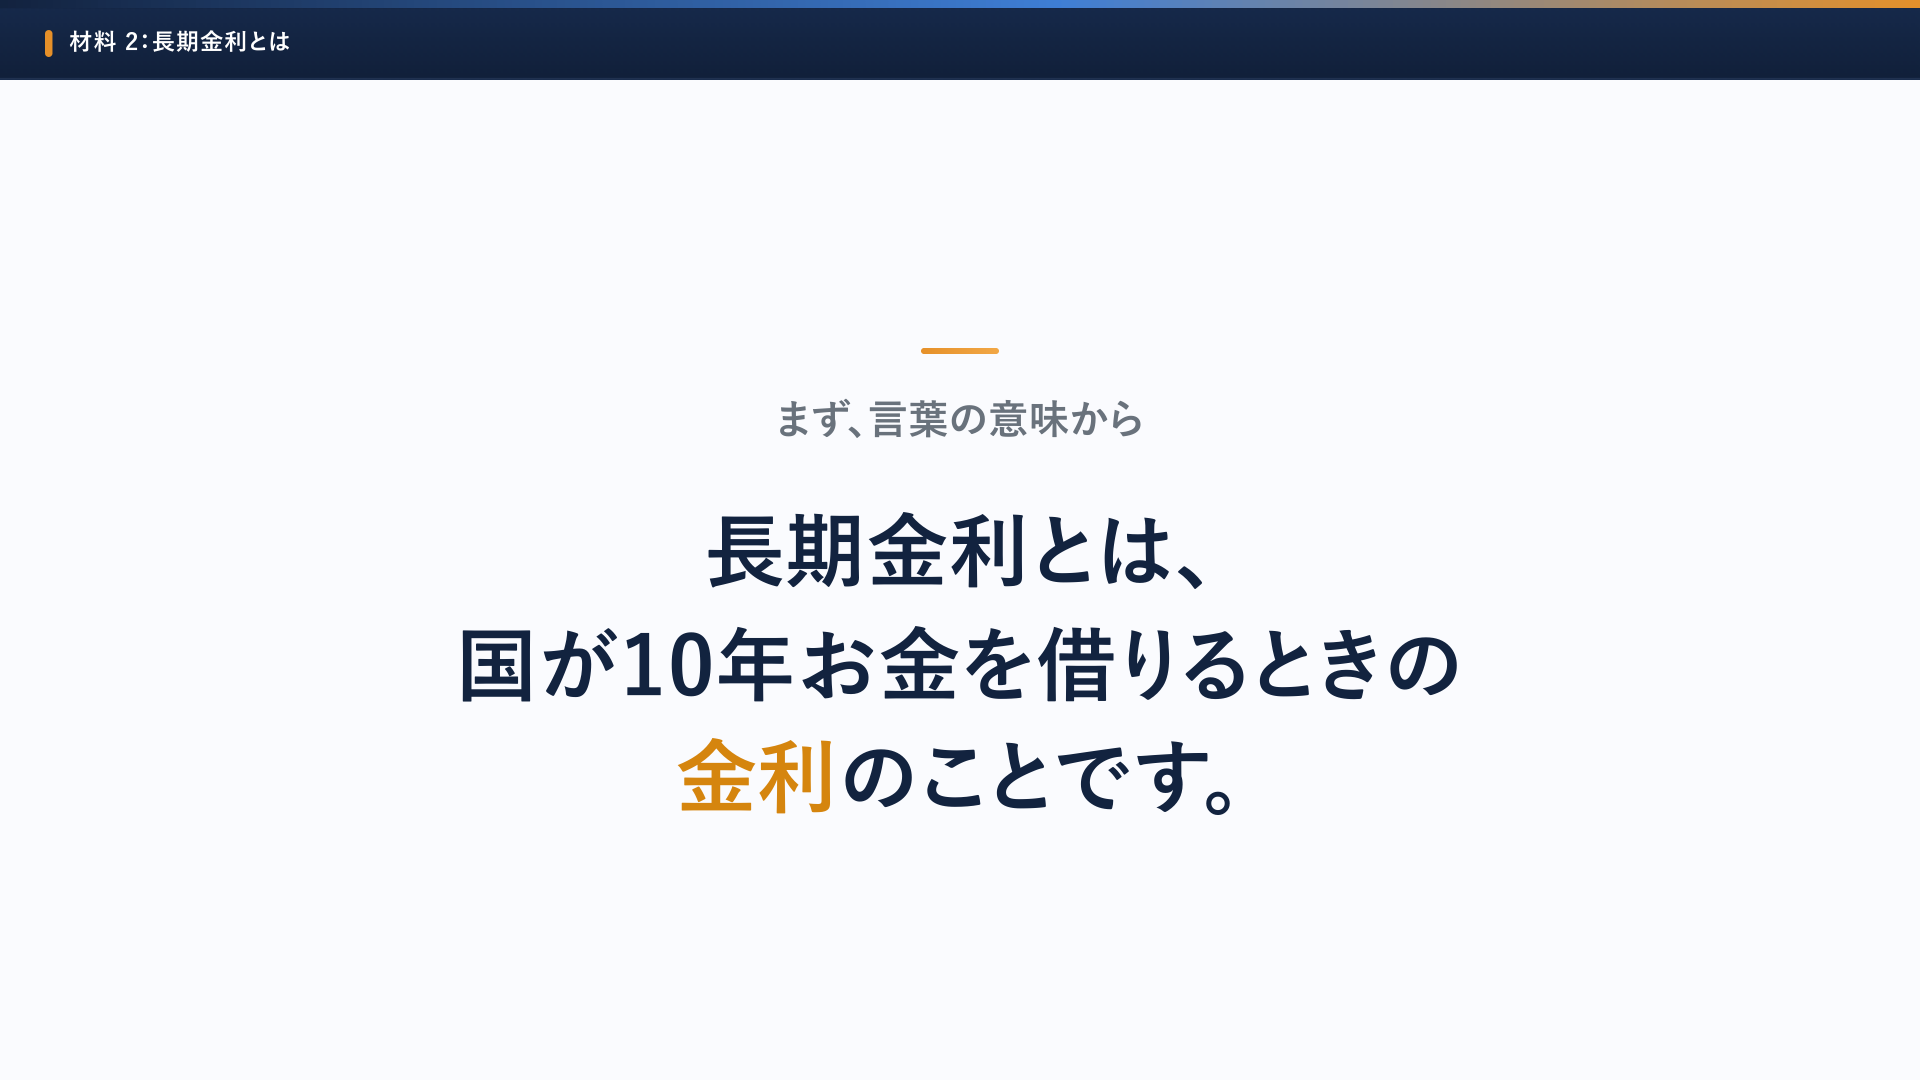 材料 2：長期金利とは
まず、言葉の意味から
長期金利とは、
国が10年お金を借りるときの
金利のことです。